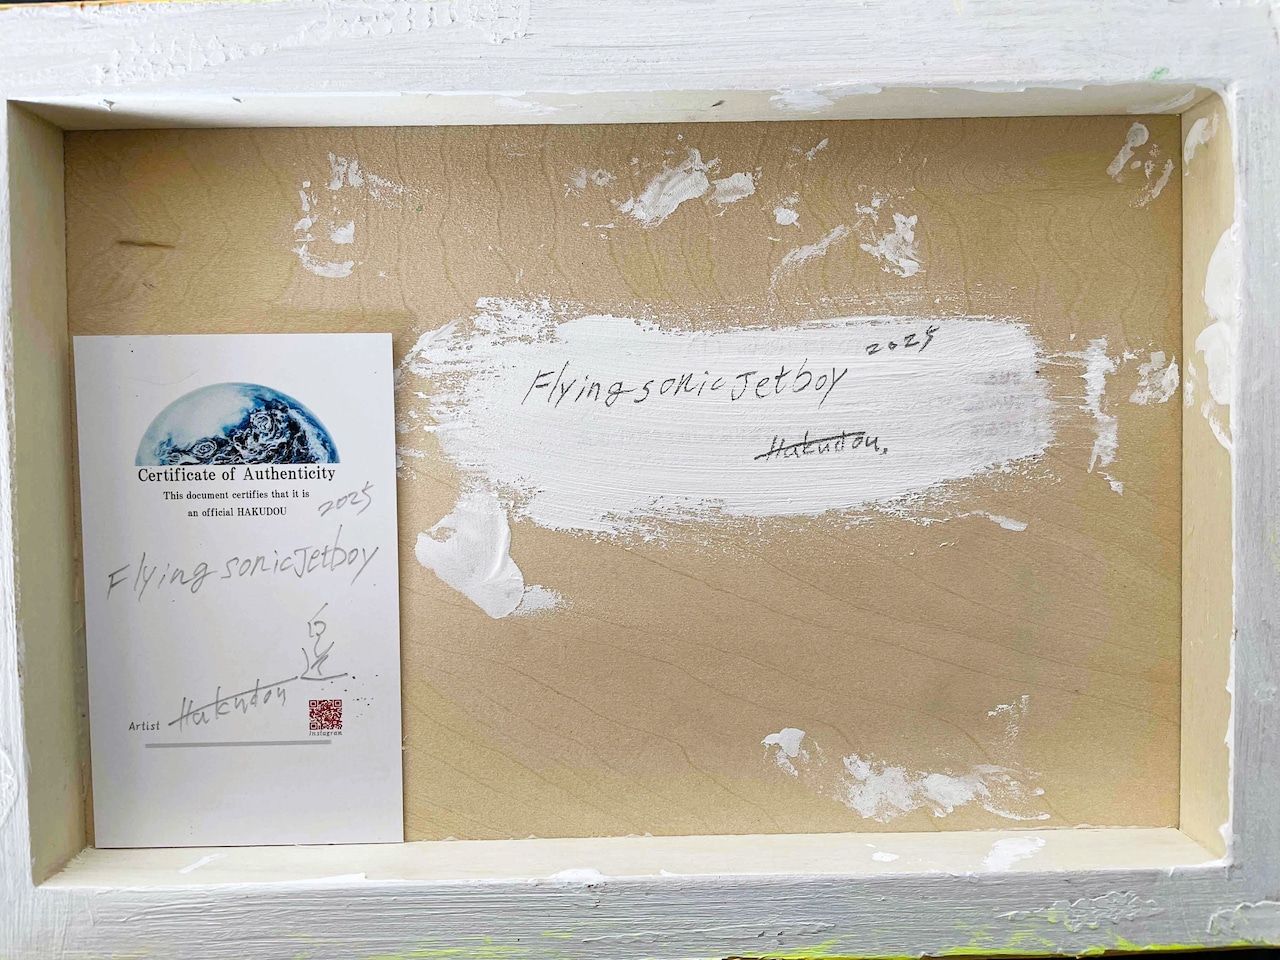 2025
Flying sonic Jetboy
Hakudou.
Certificate of Authenticity
This document certifies that it is
an official HAKUDOU
2025
Flying sonic Jetboy
Artist Hakudou
Instagram